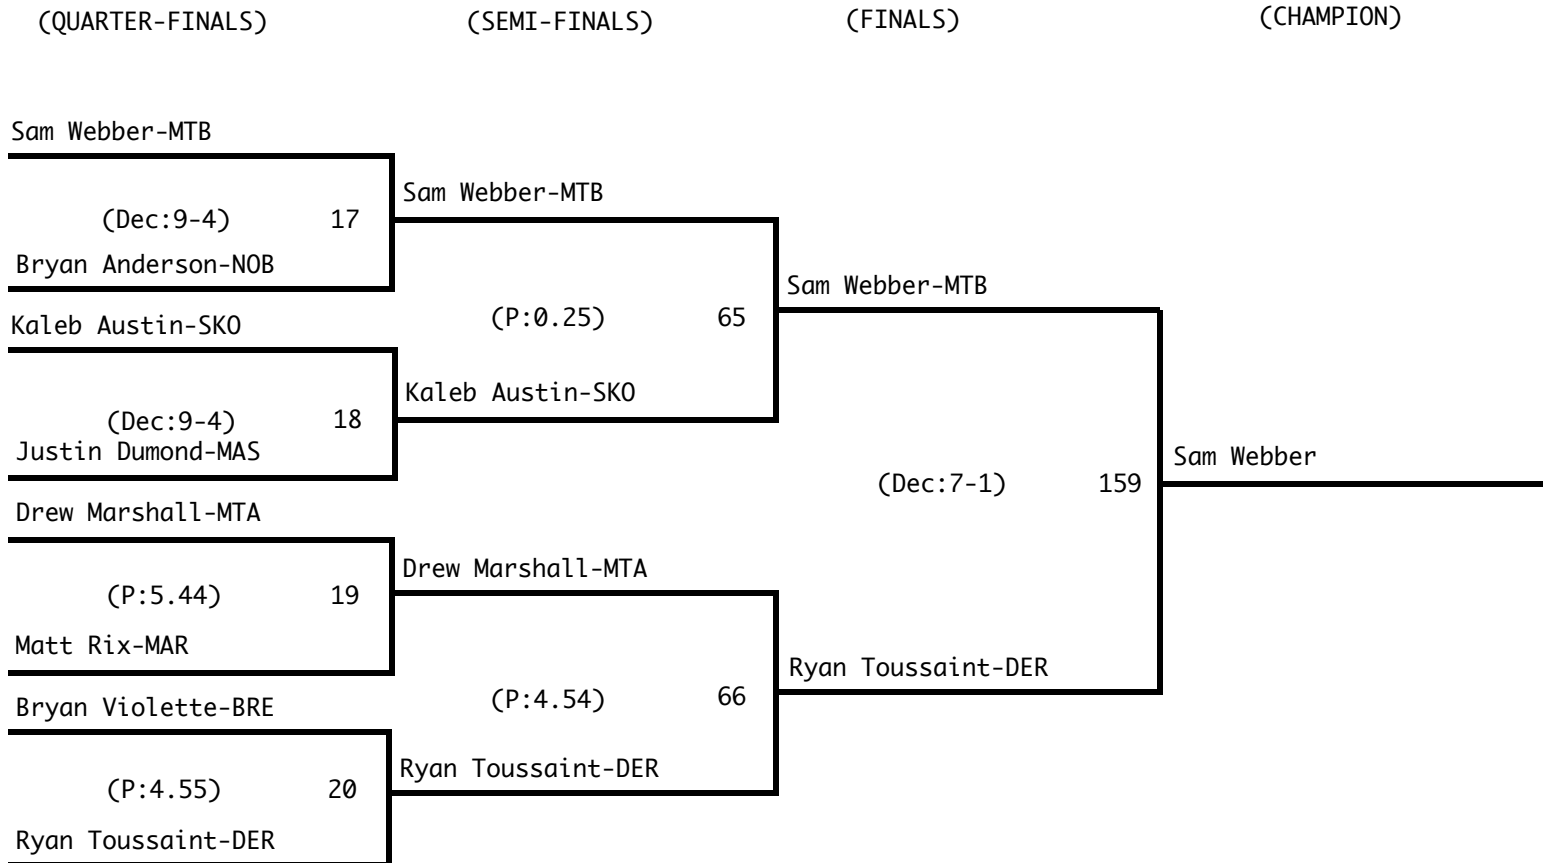 (QUARTER-FINALS) (SEMI-FINALS) (FINALS) (CHAMPION)
Sam Webber-MTB
(Dec:9-4) 17
Bryan Anderson-NOB
Kaleb Austin-SKO
(Dec:9-4) 18
Justin Dumond-MAS
Drew Marshall-MTA
(P:5.44) 19
Matt Rix-MAR
Bryan Violette-BRE
(P:4.55) 20
Ryan Toussaint-DER
Sam Webber-MTB
(P:0.25) 65
Kaleb Austin-SKO
Drew Marshall-MTA
(P:4.54) 66
Ryan Toussaint-DER
Sam Webber-MTB
(Dec:7-1) 159
Ryan Toussaint-DER
Sam Webber